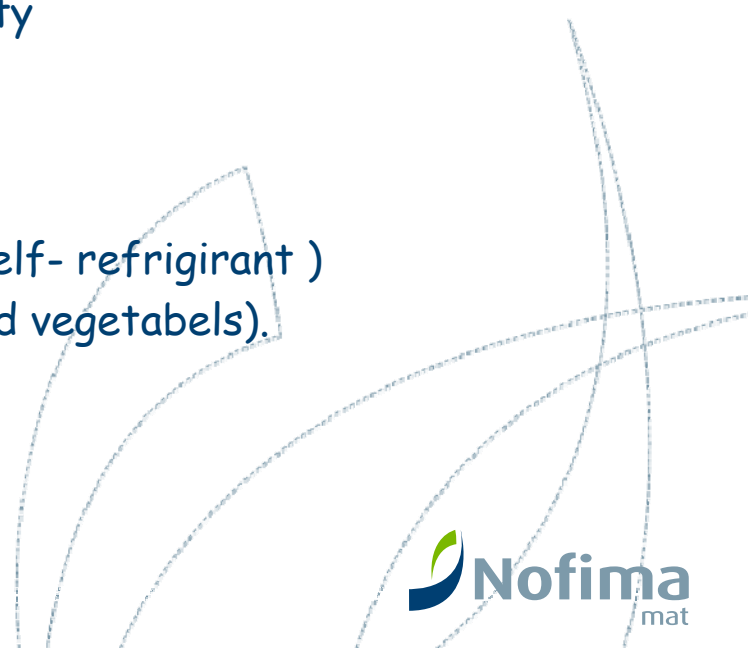 ty
elf- refrigirant )
d vegetabels).
Nofima
mat